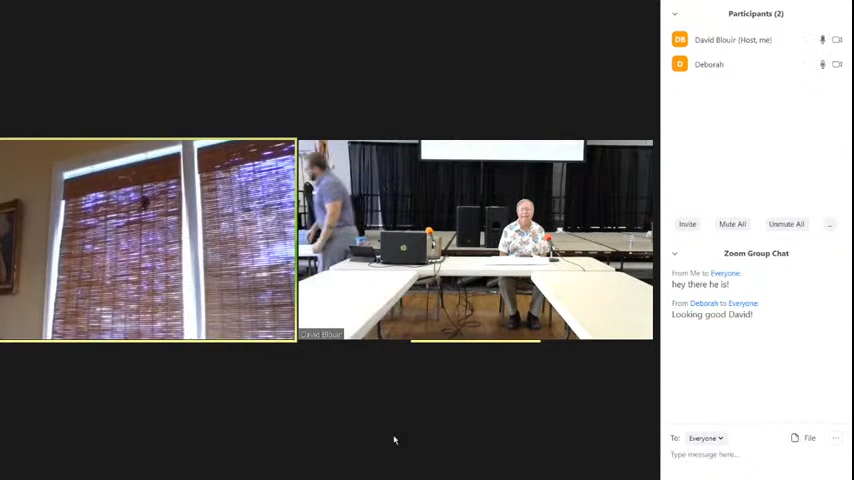 Participants (2)
DB David Blouir (Host, me)
D Deborah
Invite Mute All Unmute All ...
Zoom Group Chat
From Me to Everyone:
hey there he is!
From Deborah to Everyone:
Looking good David!
David Blouir
To: Everyone File ...
Type message here...